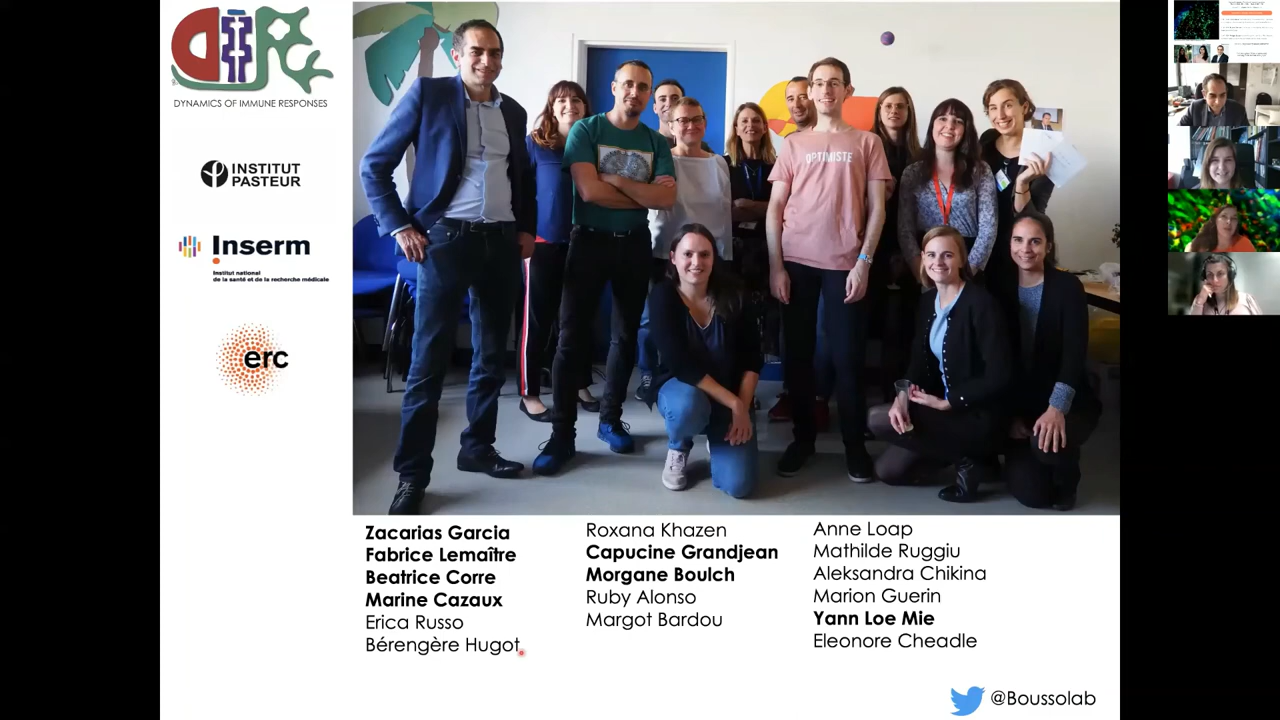 DYNAMICS OF IMMUNE RESPONSES
INSTITUT
PASTEUR
Inserm
Institut national
de la santé et de la recherche médicale
erc
OPTIMISTE
Zacarias Garcia
Fabrice Lemaître
Beatrice Corre
Marine Cazaux
Erica Russo
Bérengère Hugot
Roxana Khazen
Capucine Grandjean
Morgane Boulch
Ruby Alonso
Margot Bardou
Anne Loap
Mathilde Ruggiu
Aleksandra Chikina
Marion Guerin
Yann Loe Mie
Eleonore Cheadle
@Boussolab